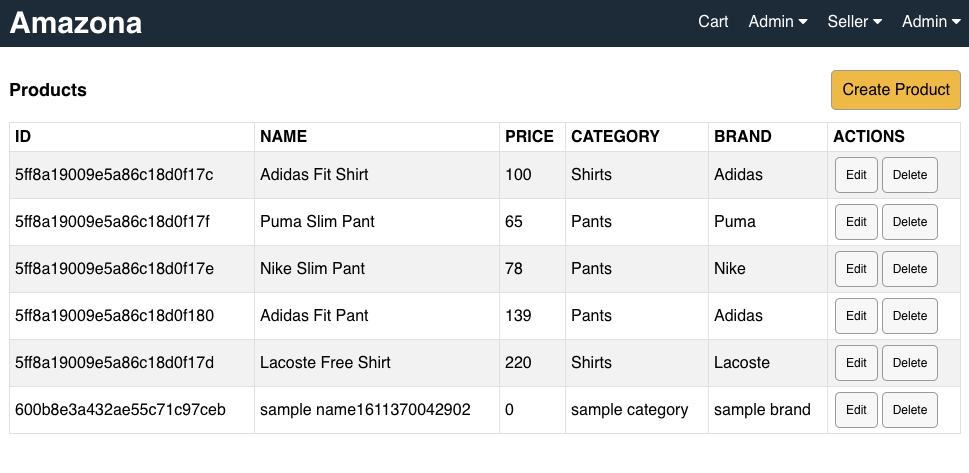 Amazona Cart Admin Seller Admin
Products Create Product
ID NAME PRICE CATEGORY BRAND ACTIONS
5ff8a19009e5a86c18d0f17c Adidas Fit Shirt 100 Shirts Adidas Edit Delete
5ff8a19009e5a86c18d0f17f Puma Slim Pant 65 Pants Puma Edit Delete
5ff8a19009e5a86c18d0f17e Nike Slim Pant 78 Pants Nike Edit Delete
5ff8a19009e5a86c18d0f180 Adidas Fit Pant 139 Pants Adidas Edit Delete
5ff8a19009e5a86c18d0f17d Lacoste Free Shirt 220 Shirts Lacoste Edit Delete
600b8e3a432ae55c71c97ceb sample name1611370042902 0 sample category sample brand Edit Delete